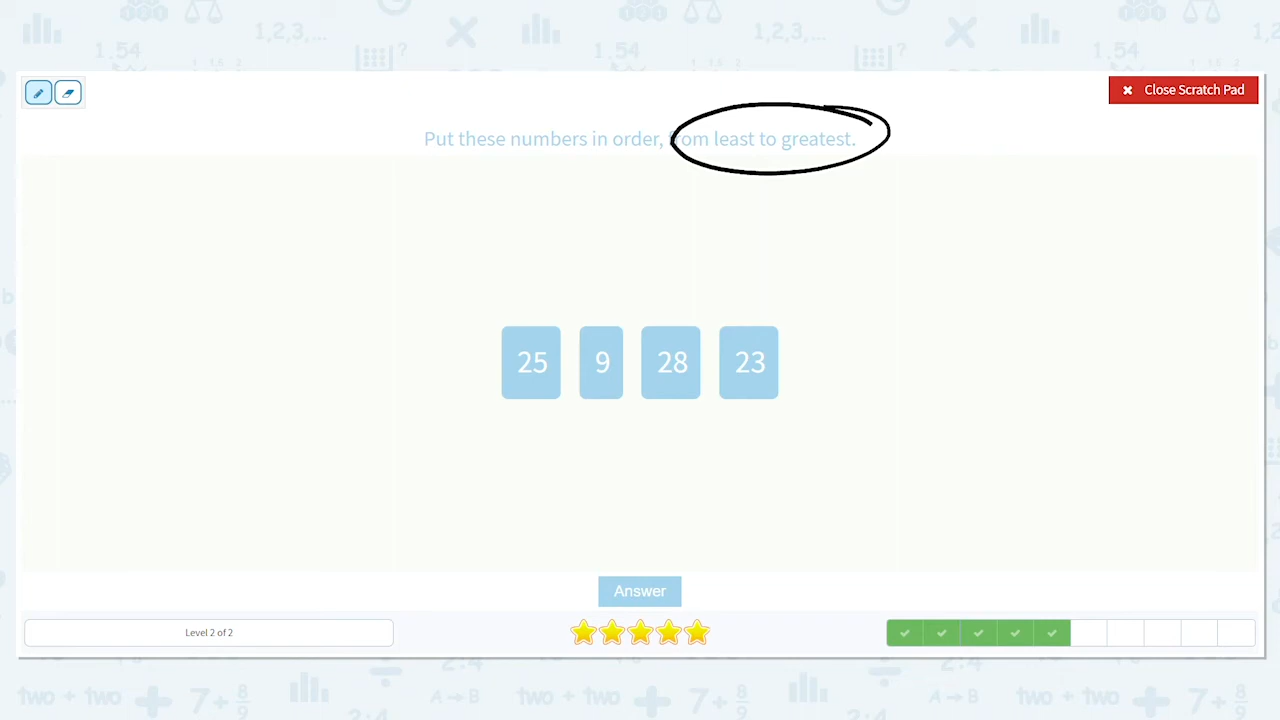 Close Scratch Pad
Put these numbers in order, from least to greatest.
25 9 28 23
Answer
Level 2 of 2